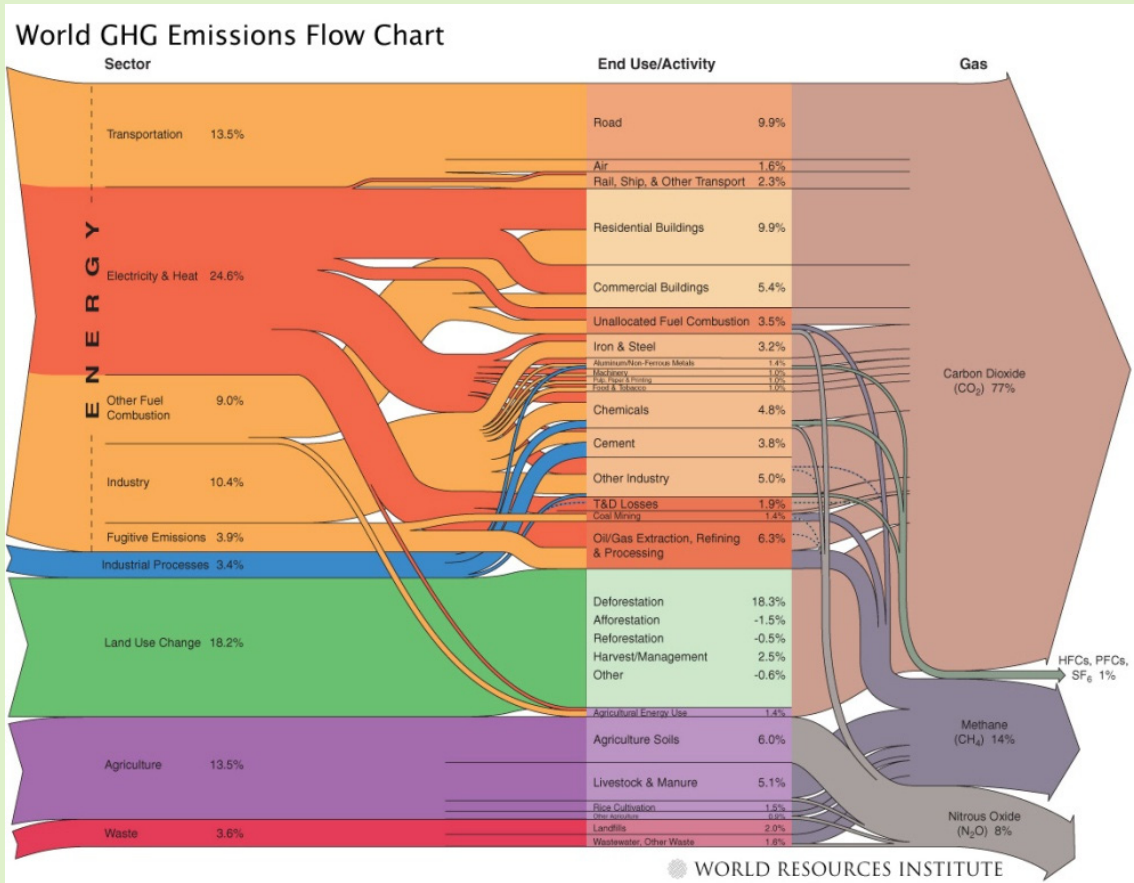 World GHG Emissions Flow Chart
Sector
End Use/Activity
Gas
ENERGY
Transportation 13.5%
Electricity & Heat 24.6%
Other Fuel
Combustion 9.0%
Industry 10.4%
Fugitive Emissions 3.9%
Industrial Processes 3.4%
Land Use Change 18.2%
Agriculture 13.5%
Waste 3.6%
Road 9.9%
Air 1.6%
Rail, Ship, & Other Transport 2.3%
Residential Buildings 9.9%
Commercial Buildings 5.4%
Unallocated Fuel Combustion 3.5%
Iron & Steel 3.2%
Aluminum/Non-Ferrous Metals 1.4%
Machinery 1.0%
Pulp, Paper & Printing 1.0%
Food & Tobacco 1.0%
Chemicals 4.8%
Cement 3.8%
Other Industry 5.0%
T&D Losses 1.9%
Coal Mining 1.4%
Oil/Gas Extraction, Refining
& Processing 6.3%
Deforestation 18.3%
Afforestation -1.5%
Reforestation -0.5%
Harvest/Management 2.5%
Other -0.6%
Agricultural Energy Use 1.4%
Agriculture Soils 6.0%
Livestock & Manure 5.1%
Rice Cultivation 1.5%
Other Agriculture 0.9%
Landfills 2.0%
Wastewater, Other Waste 1.6%
Carbon Dioxide
(CO₂) 77%
HFCs, PFCs,
SF₆ 1%
Methane
(CH₄) 14%
Nitrous Oxide
(N₂O) 8%
WORLD RESOURCES INSTITUTE